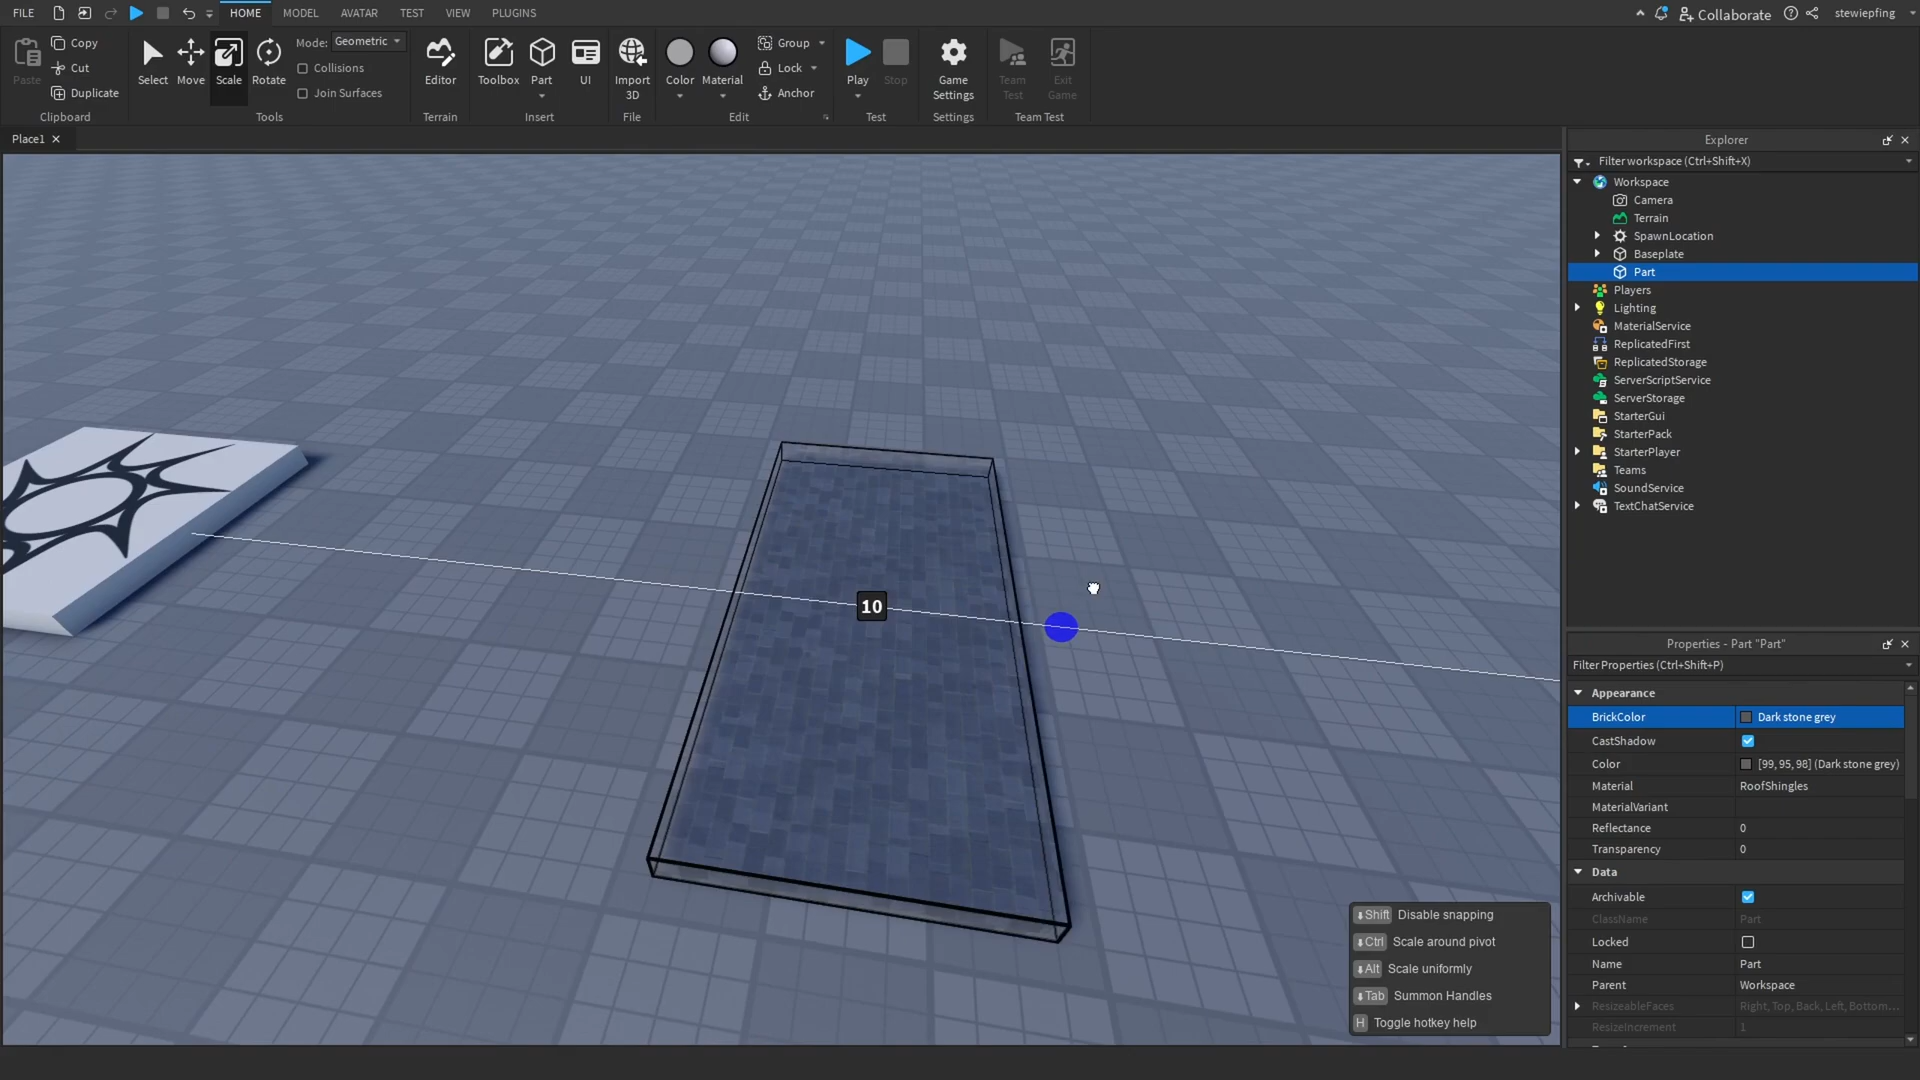 FILE HOME MODEL AVATAR TEST VIEW PLUGINS Collaborate stewiepfing
Paste Copy Cut Duplicate
Clipboard
Select Move Scale Rotate
Mode: Geometric
Collisions
Join Surfaces
Tools
Editor
Terrain
Toolbox Part UI
Insert
Import 3D
File
Color Material
Group
Lock
Anchor
Edit
Play Stop
Test
Game Settings
Settings
Team Test
Exit Game
Team Test
Place1
10
Shift Disable snapping
Ctrl Scale around pivot
Alt Scale uniformly
Tab Summon Handles
H Toggle hotkey help
Explorer
Filter workspace (Ctrl+Shift+X)
Workspace
Camera
Terrain
SpawnLocation
Baseplate
Part
Players
Lighting
MaterialService
ReplicatedFirst
ReplicatedStorage
ServerScriptService
ServerStorage
StarterGui
StarterPack
StarterPlayer
Teams
SoundService
TextChatService
Properties - Part "Part"
Filter Properties (Ctrl+Shift+P)
Appearance
BrickColor Dark stone grey
CastShadow
Color [99, 95, 98] (Dark stone grey)
Material RoofShingles
MaterialVariant
Reflectance 0
Transparency 0
Data
Archivable
ClassName Part
Locked
Name Part
Parent Workspace
ResizeableFaces Right, Top, Back, Left, Bottom...
ResizeIncrement 1